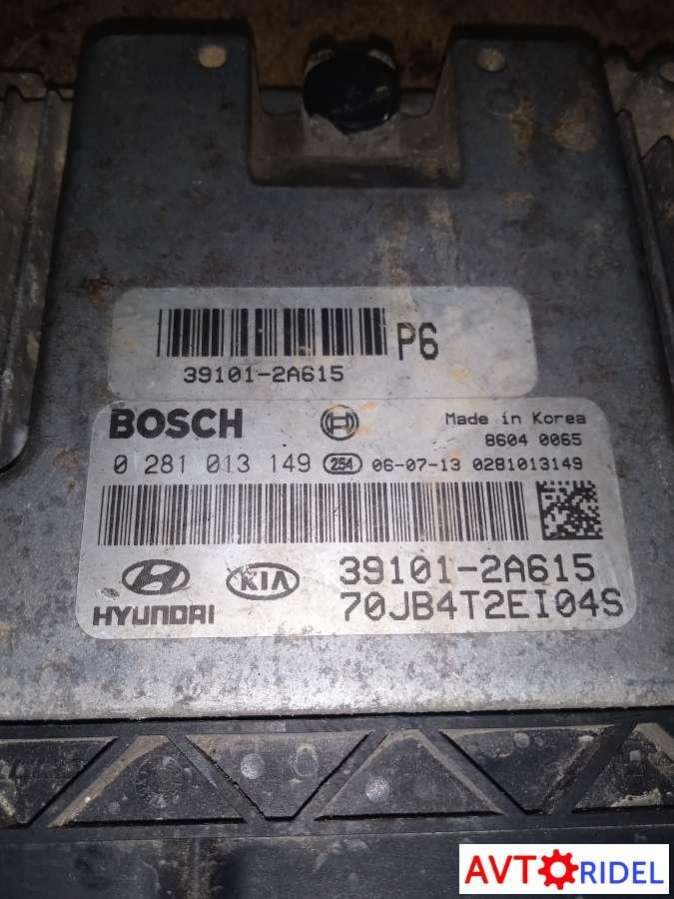 P6
39101-2A615
BOSCH
Made in Korea
8604 0065
0 281 013 149 254 06-07-13 0281013149
HYUNDAI
KIA
39101-2A615
70JB4T2EI04S
AVTORIDEL